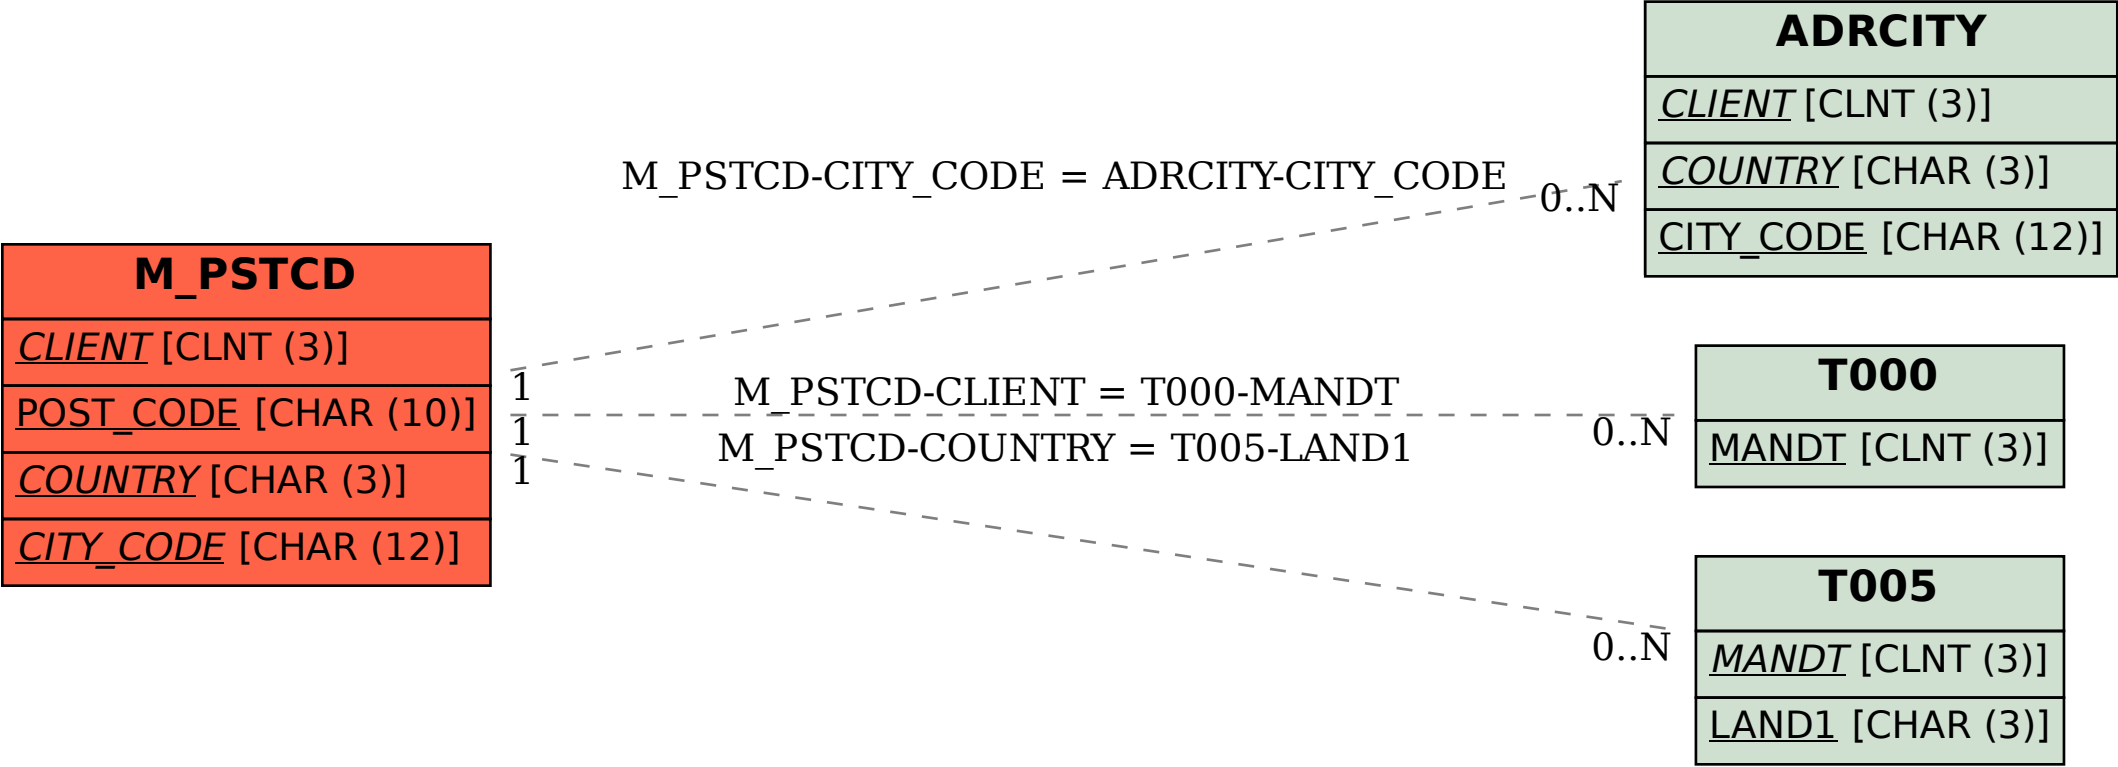 M_PSTCD
CLIENT [CLNT (3)]
POST_CODE [CHAR (10)]
COUNTRY [CHAR (3)]
CITY_CODE [CHAR (12)]
M_PSTCD-CITY_CODE = ADRCITY-CITY_CODE
1
0..N
M_PSTCD-CLIENT = T000-MANDT
1
0..N
M_PSTCD-COUNTRY = T005-LAND1
1
0..N
ADRCITY
CLIENT [CLNT (3)]
COUNTRY [CHAR (3)]
CITY_CODE [CHAR (12)]
T000
MANDT [CLNT (3)]
T005
MANDT [CLNT (3)]
LAND1 [CHAR (3)]